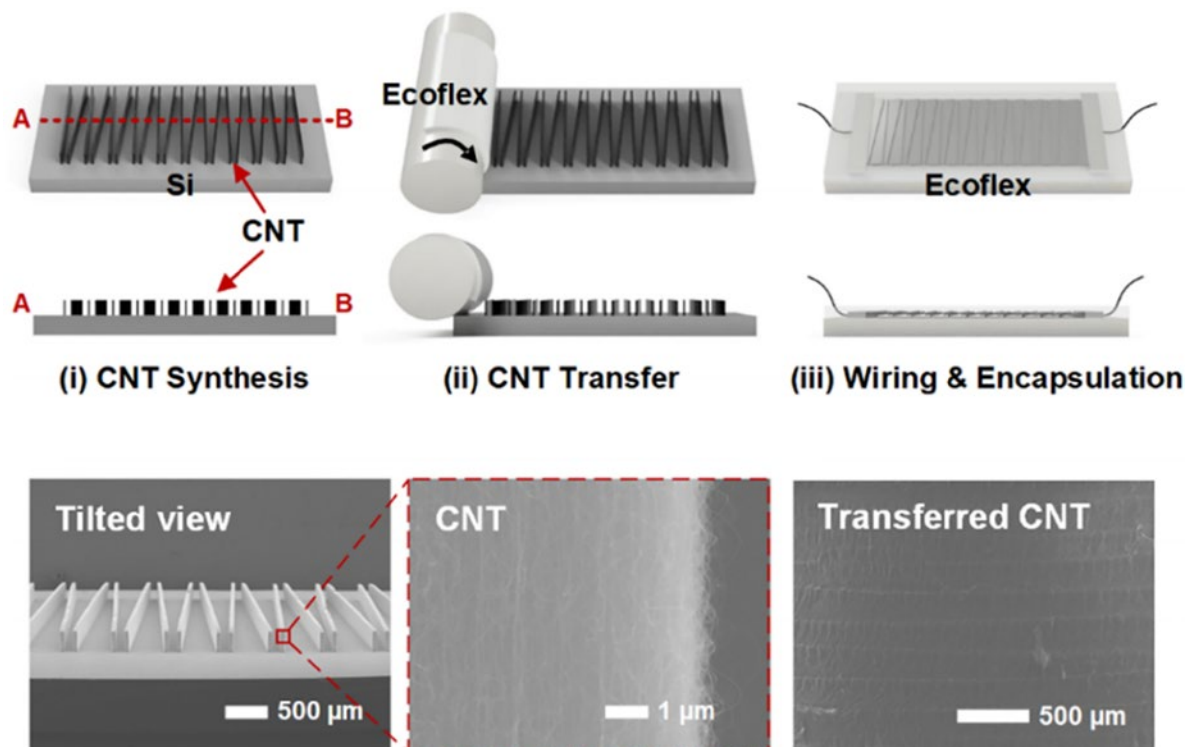 Ecoflex
A
B
Si
Ecoflex
CNT
A
B
(i) CNT Synthesis
(ii) CNT Transfer
(iii) Wiring & Encapsulation
Tilted view
CNT
Transferred CNT
500 µm
1 µm
500 µm